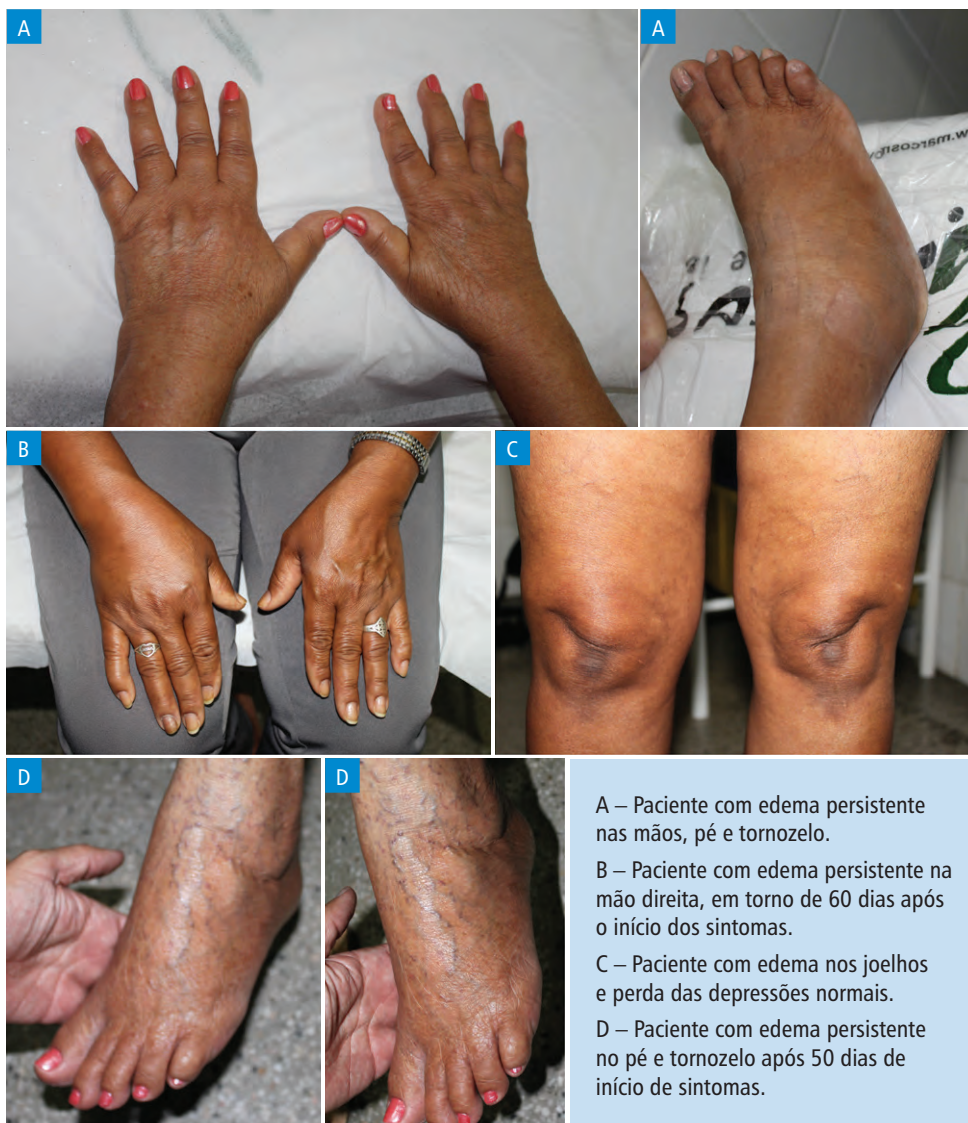 A
A
B
C
D
D
A – Paciente com edema persistente
nas mãos, pé e tornozelo.
B – Paciente com edema persistente na
mão direita, em torno de 60 dias após
o início dos sintomas.
C – Paciente com edema nos joelhos
e perda das depressões normais.
D – Paciente com edema persistente
no pé e tornozelo após 50 dias de
início de sintomas.